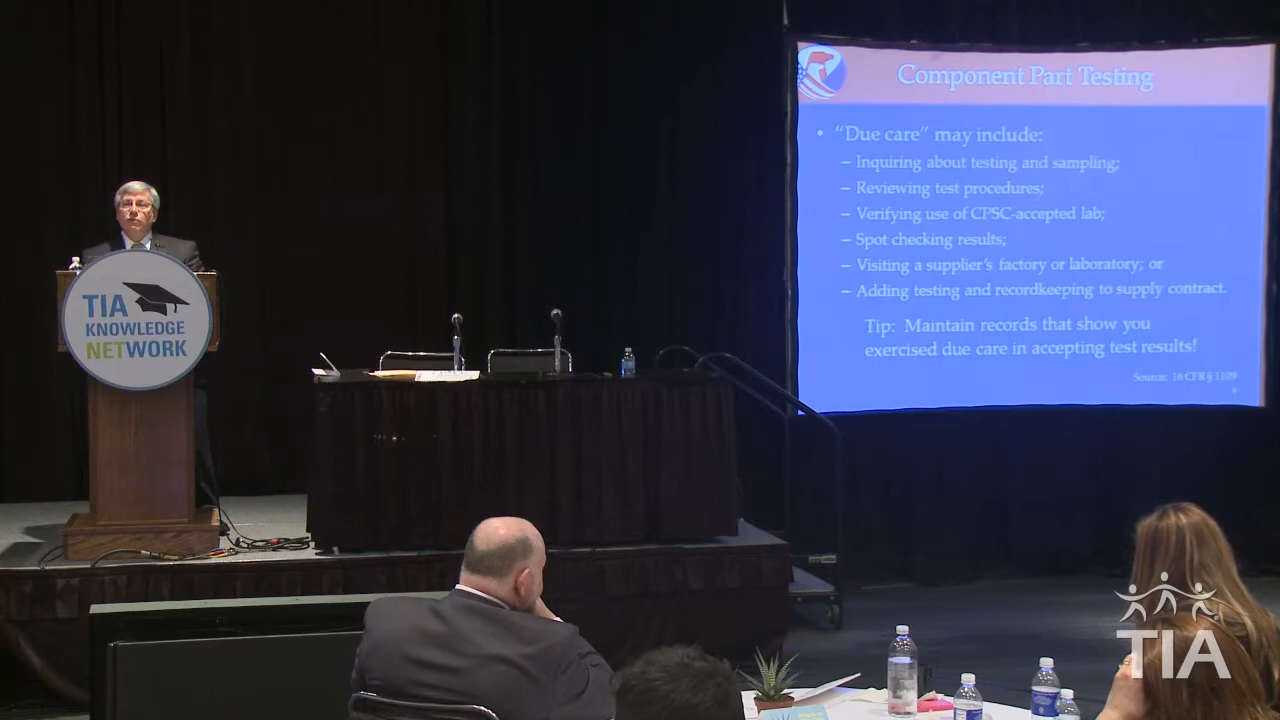 Component Part Testing
• “Due care” may include:
– Inquiring about testing and sampling;
– Reviewing test procedures;
– Verifying use of CPSC-accepted lab;
– Spot checking results;
– Visiting a supplier's factory or laboratory; or
– Adding testing and recordkeeping to supply contract.
Tip: Maintain records that show you
exercised due care in accepting test results!
Source: 16 CFR § 1109
TIA
KNOWLEDGE
NETWORK
TIA